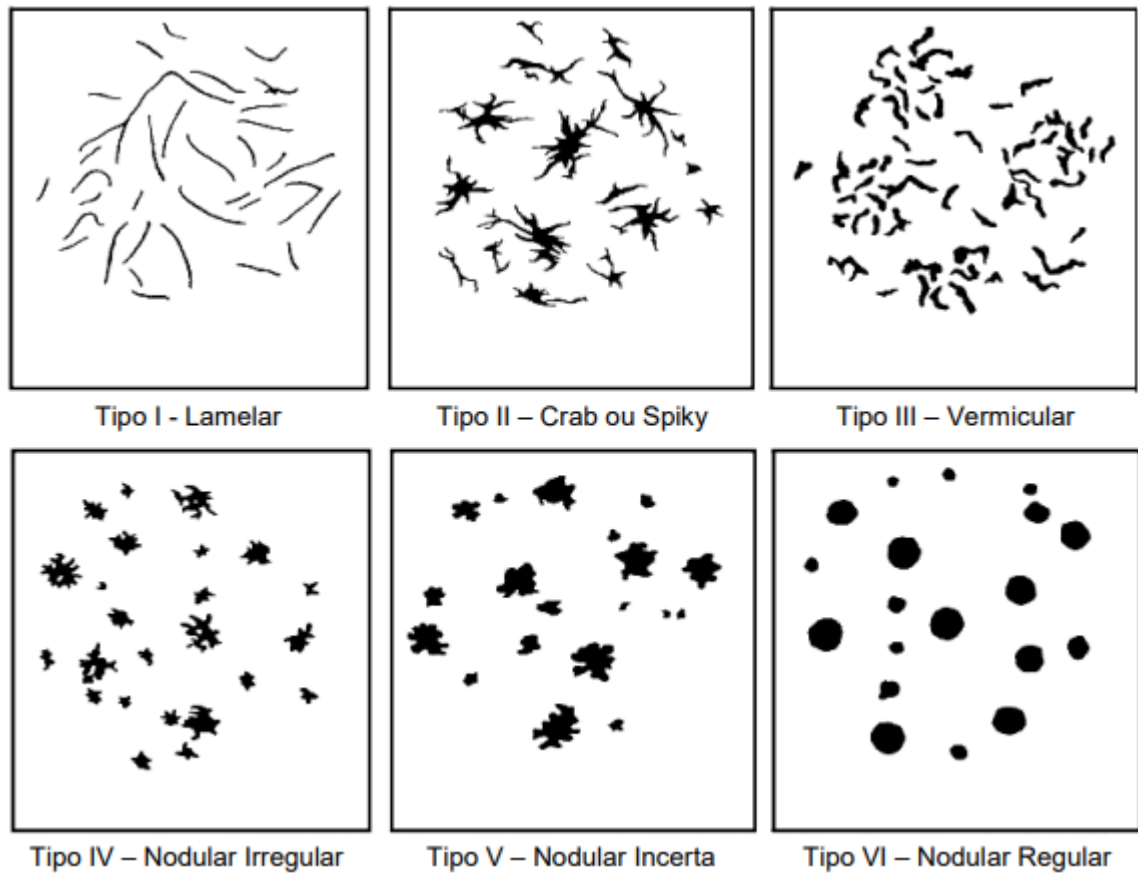 Tipo I - Lamelar
Tipo II – Crab ou Spiky
Tipo III – Vermicular
Tipo IV – Nodular Irregular
Tipo V – Nodular Incerta
Tipo VI – Nodular Regular